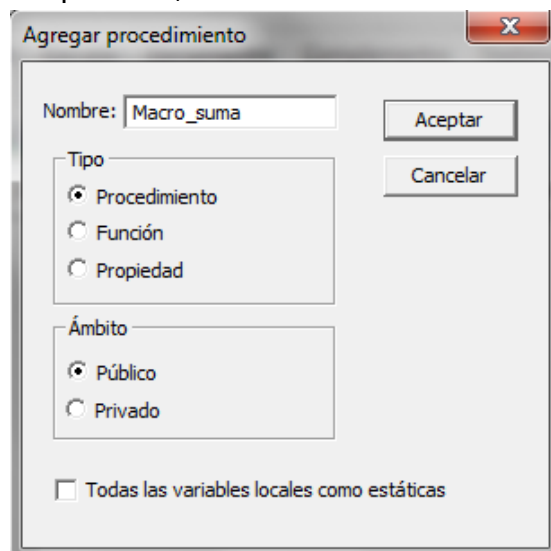 Agregar procedimiento
Nombre: Macro_suma
Aceptar
Tipo
Cancelar
Procedimiento
Función
Propiedad
Ámbito
Público
Privado
Todas las variables locales como estáticas